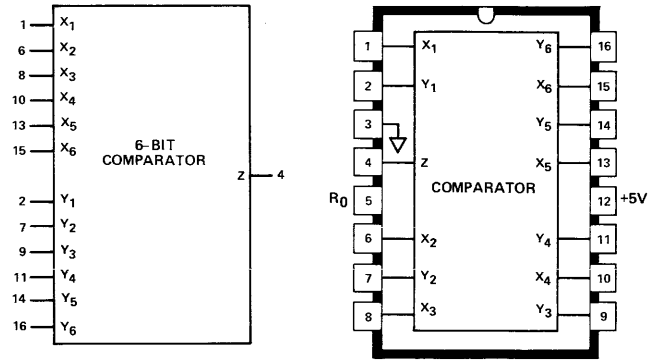 1 X1
6 X2
8 X3
10 X4
13 X5
15 X6
6-BIT
COMPARATOR
Z 4
2 Y1
7 Y2
9 Y3
11 Y4
14 Y5
16 Y6
1 X1 Y6 16
2 Y1 X6 15
3 Y5 14
4 Z X5 13
COMPARATOR
R0 5 12 +5V
6 X2 Y4 11
7 Y2 X4 10
8 X3 Y3 9